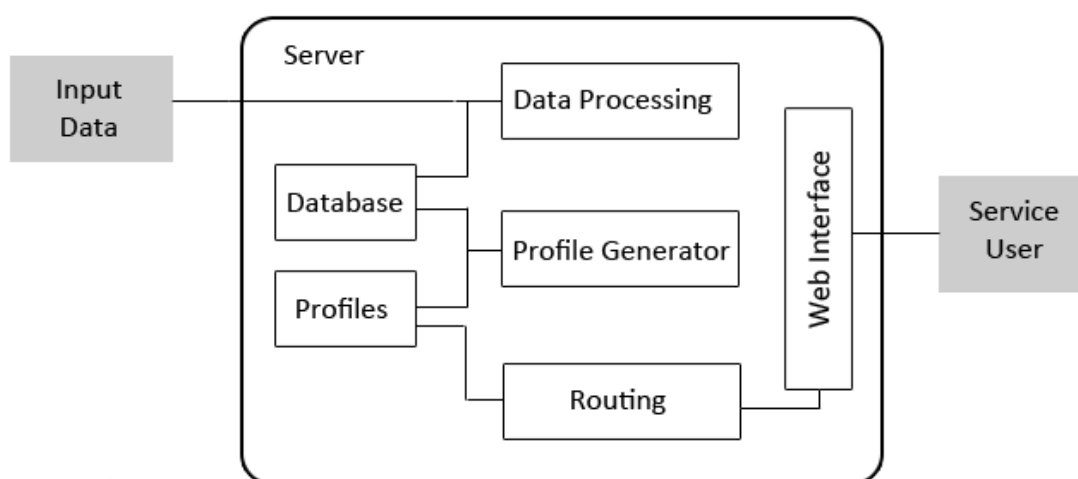 Server
Input
Data
Data Processing
Database
Profile Generator
Profiles
Routing
Web Interface
Service
User